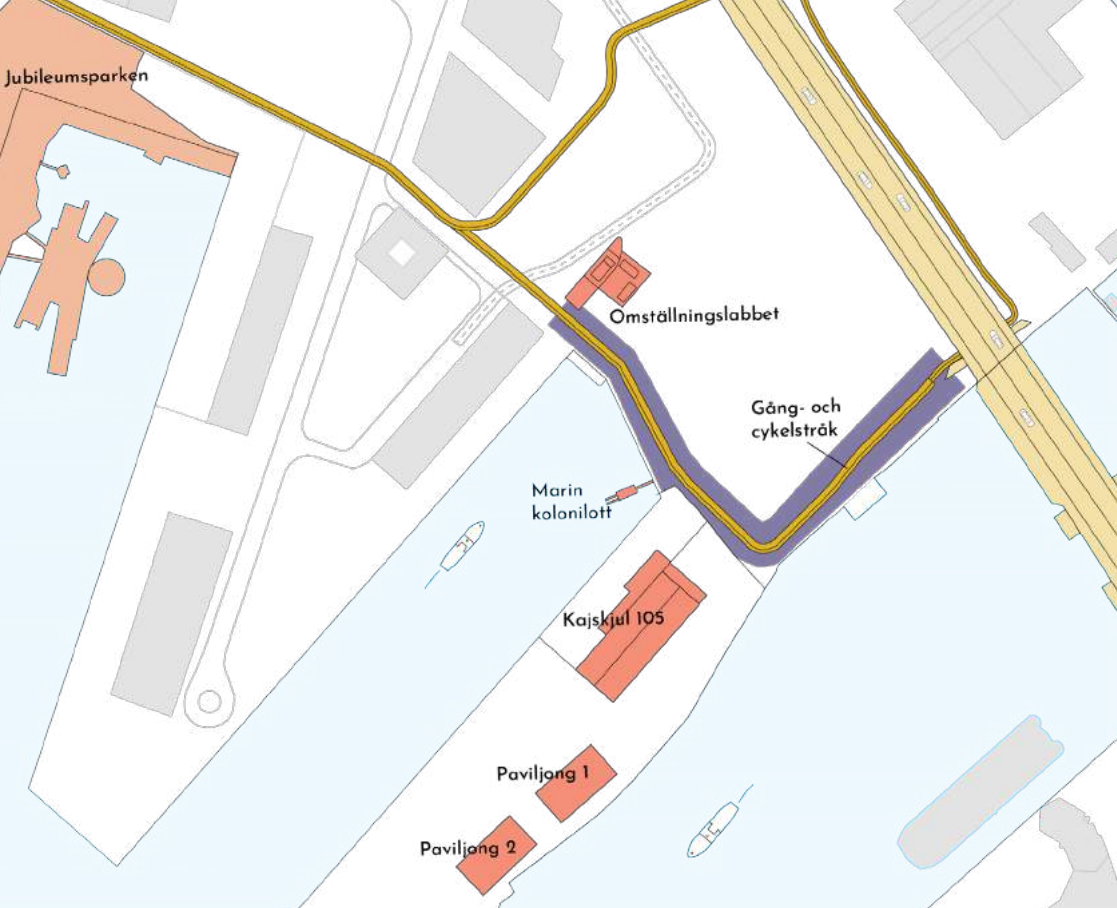 Jubileumsparken
Omställningslabbet
Gång- och
cykelstråk
Marin
kolonilott
Kajskjul 105
Paviljong 1
Paviljong 2